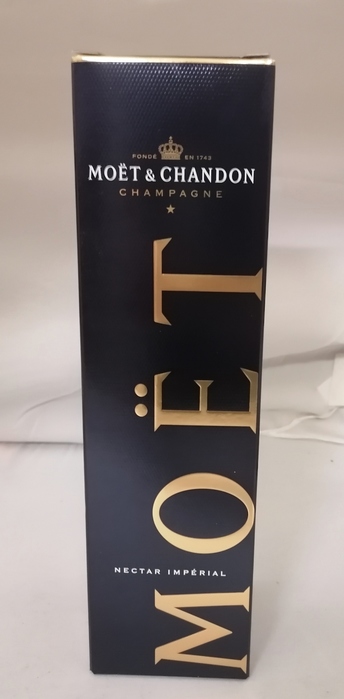 FONDÉ EN 1743
MOËT & CHANDON
CHAMPAGNE
MOËT
NECTAR IMPÉRIAL